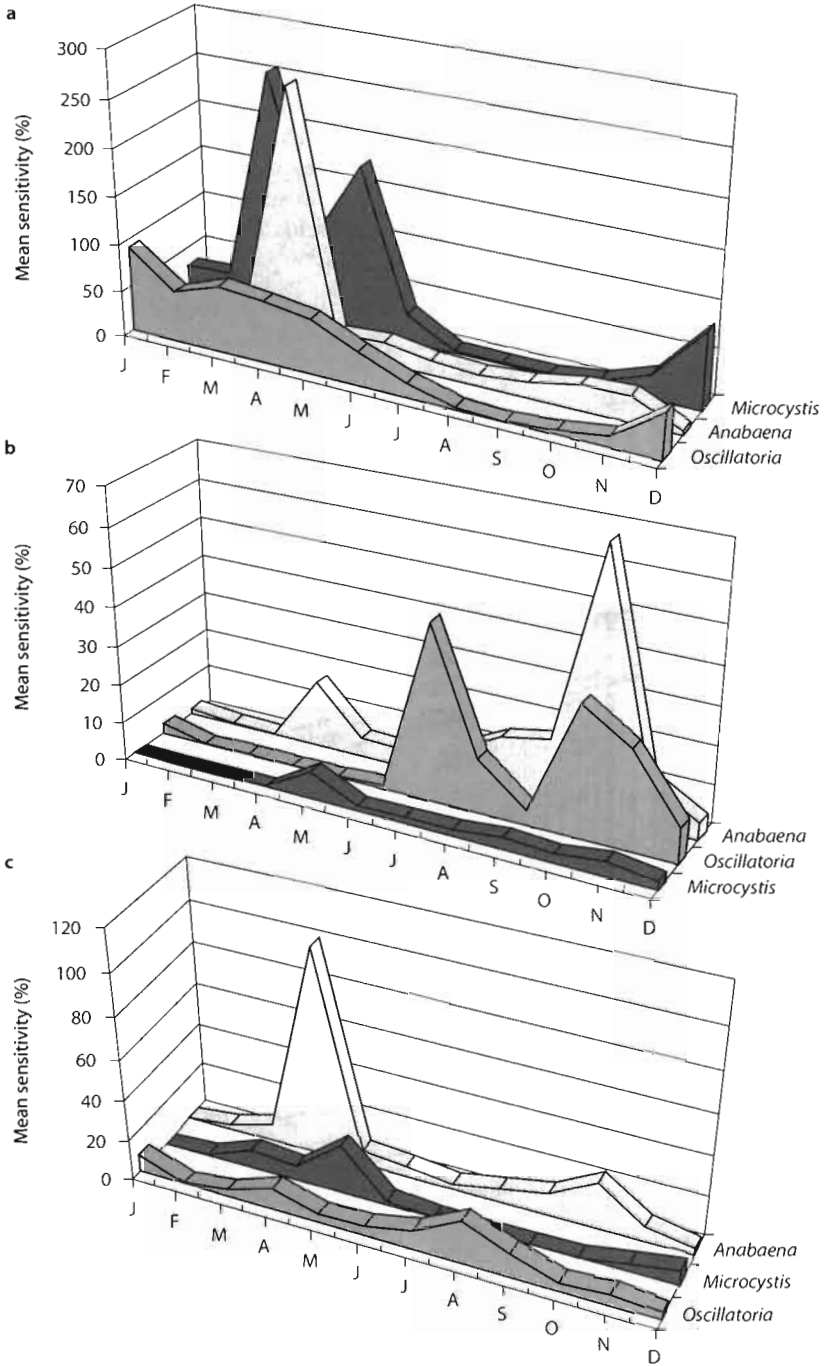 a
Mean sensitivity (%)
300
250
200
150
100
50
0
J F M A M J J A S O N D
Microcystis
Anabaena
Oscillatoria
b
Mean sensitivity (%)
70
60
50
40
30
20
10
0
J F M A M J J A S O N D
Anabaena
Oscillatoria
Microcystis
c
Mean sensitivity (%)
120
100
80
60
40
20
0
J F M A M J J A S O N D
Anabaena
Microcystis
Oscillatoria